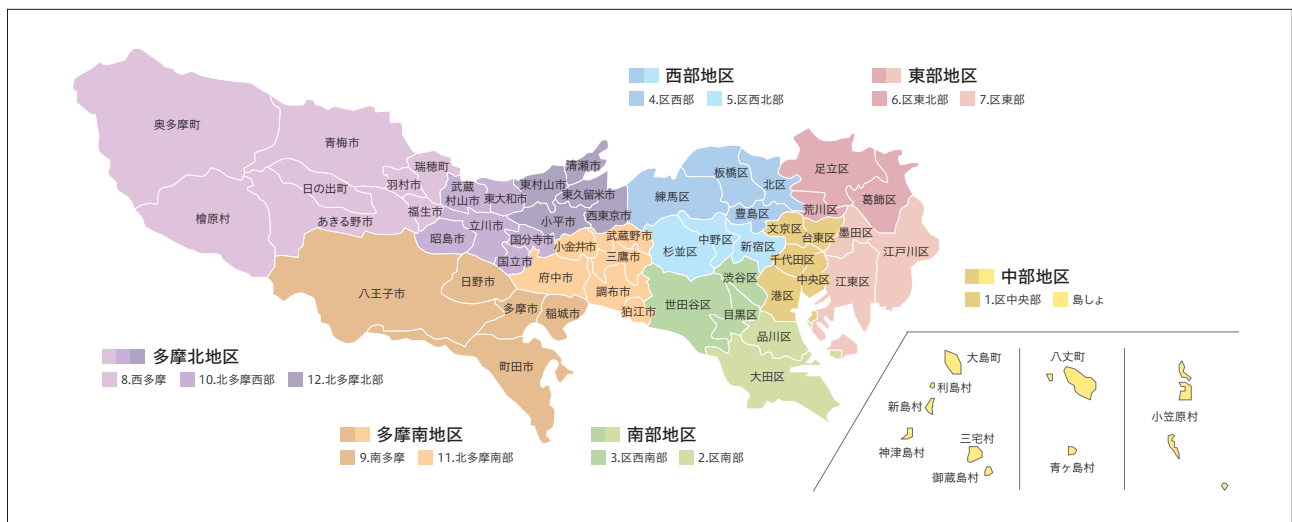 西部地区
4.区西部 5.区西北部
東部地区
6.区東北部 7.区東部
奥多摩町
青梅市
瑞穂町
羽村市
日の出町
檜原村
あきる野市
福生市
武蔵
村山市
東大和市
東村山市
清瀬市
東久留米市
西東京市
小平市
立川市
昭島市
国分寺市
国立市
小金井市
武蔵野市
三鷹市
府中市
調布市
狛江市
八王子市
日野市
多摩市
稲城市
町田市
練馬区
板橋区
北区
豊島区
杉並区
中野区
新宿区
足立区
葛飾区
荒川区
墨田区
江戸川区
江東区
文京区
台東区
千代田区
中央区
港区
渋谷区
世田谷区
目黒区
品川区
大田区
中部地区
1.区中央部 島しょ
多摩北地区
8.西多摩 10.北多摩西部 12.北多摩北部
多摩南地区
9.南多摩 11.北多摩南部
南部地区
3.区西南部 2.区南部
大島町
利島村
新島村
神津島村
三宅村
御蔵島村
八丈町
青ヶ島村
小笠原村